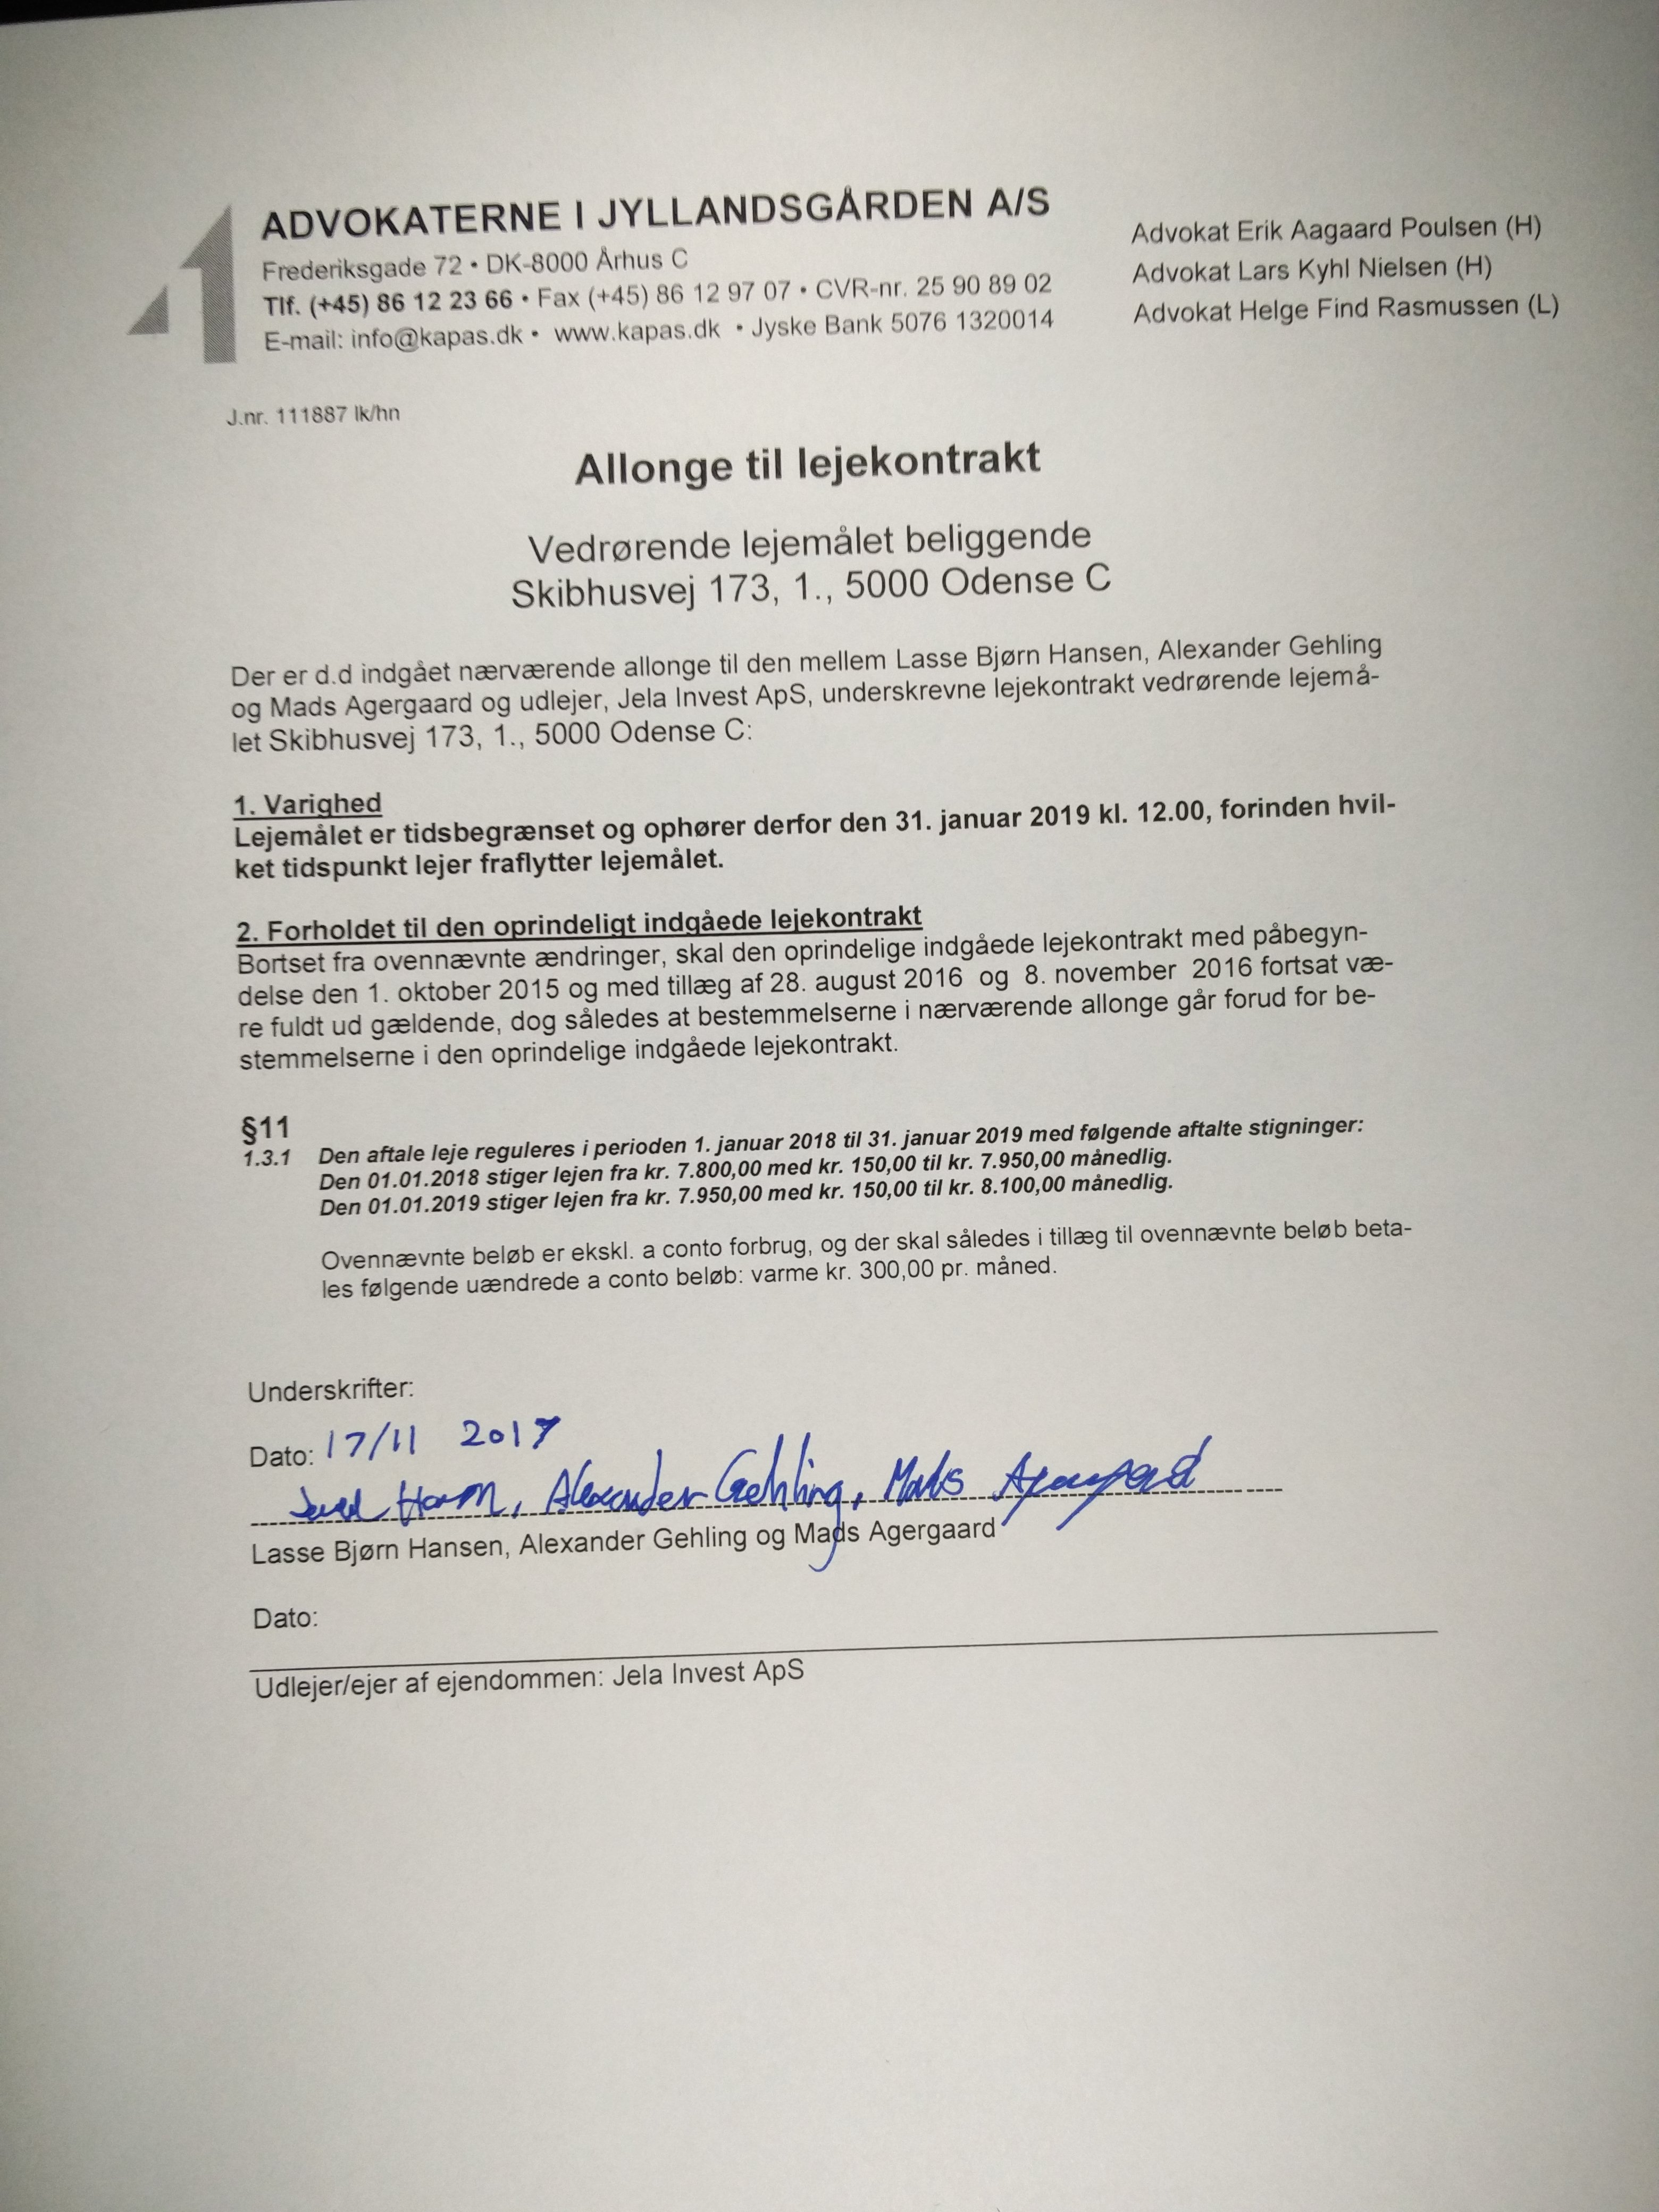 ADVOKATERNE I JYLLANDSGÅRDEN A/S
Frederiksgade 72 • DK-8000 Århus C
Tlf. (+45) 86 12 23 66 • Fax (+45) 86 12 97 07 • CVR-nr. 25 90 89 02
E-mail: info@kapas.dk • www.kapas.dk • Jyske Bank 5076 1320014
Advokat Erik Aagaard Poulsen (H)
Advokat Lars Kyhl Nielsen (H)
Advokat Helge Find Rasmussen (L)
J.nr. 111887 lk/hn
Allonge til lejekontrakt
Vedrørende lejemålet beliggende
Skibhusvej 173, 1., 5000 Odense C
Der er d.d indgået nærværende allonge til den mellem Lasse Bjørn Hansen, Alexander Gehling
og Mads Agergaard og udlejer, Jela Invest ApS, underskrevne lejekontrakt vedrørende lejemå-
let Skibhusvej 173, 1., 5000 Odense C:
1. Varighed
Lejemålet er tidsbegrænset og ophører derfor den 31. januar 2019 kl. 12.00, forinden hvil-
ket tidspunkt lejer fraflytter lejemålet.
2. Forholdet til den oprindeligt indgåede lejekontrakt
Bortset fra ovennævnte ændringer, skal den oprindelige indgåede lejekontrakt med påbegyn-
delse den 1. oktober 2015 og med tillæg af 28. august 2016 og 8. november 2016 fortsat væ-
re fuldt ud gældende, dog således at bestemmelserne i nærværende allonge går forud for be-
stemmelserne i den oprindelige indgåede lejekontrakt.
§11
1.3.1 Den aftale leje reguleres i perioden 1. januar 2018 til 31. januar 2019 med følgende aftalte stigninger:
Den 01.01.2018 stiger lejen fra kr. 7.800,00 med kr. 150,00 til kr. 7.950,00 månedlig.
Den 01.01.2019 stiger lejen fra kr. 7.950,00 med kr. 150,00 til kr. 8.100,00 månedlig.
Ovennævnte beløb er ekskl. a conto forbrug, og der skal således i tillæg til ovennævnte beløb beta-
les følgende uændrede a conto beløb: varme kr. 300,00 pr. måned.
Underskrifter:
Dato: 17/11 2017
Alexander Gehling, Mads
Lasse Bjørn Hansen, Alexander Gehling og Mads Agergaard
Dato:
Udlejer/ejer af ejendommen: Jela Invest ApS